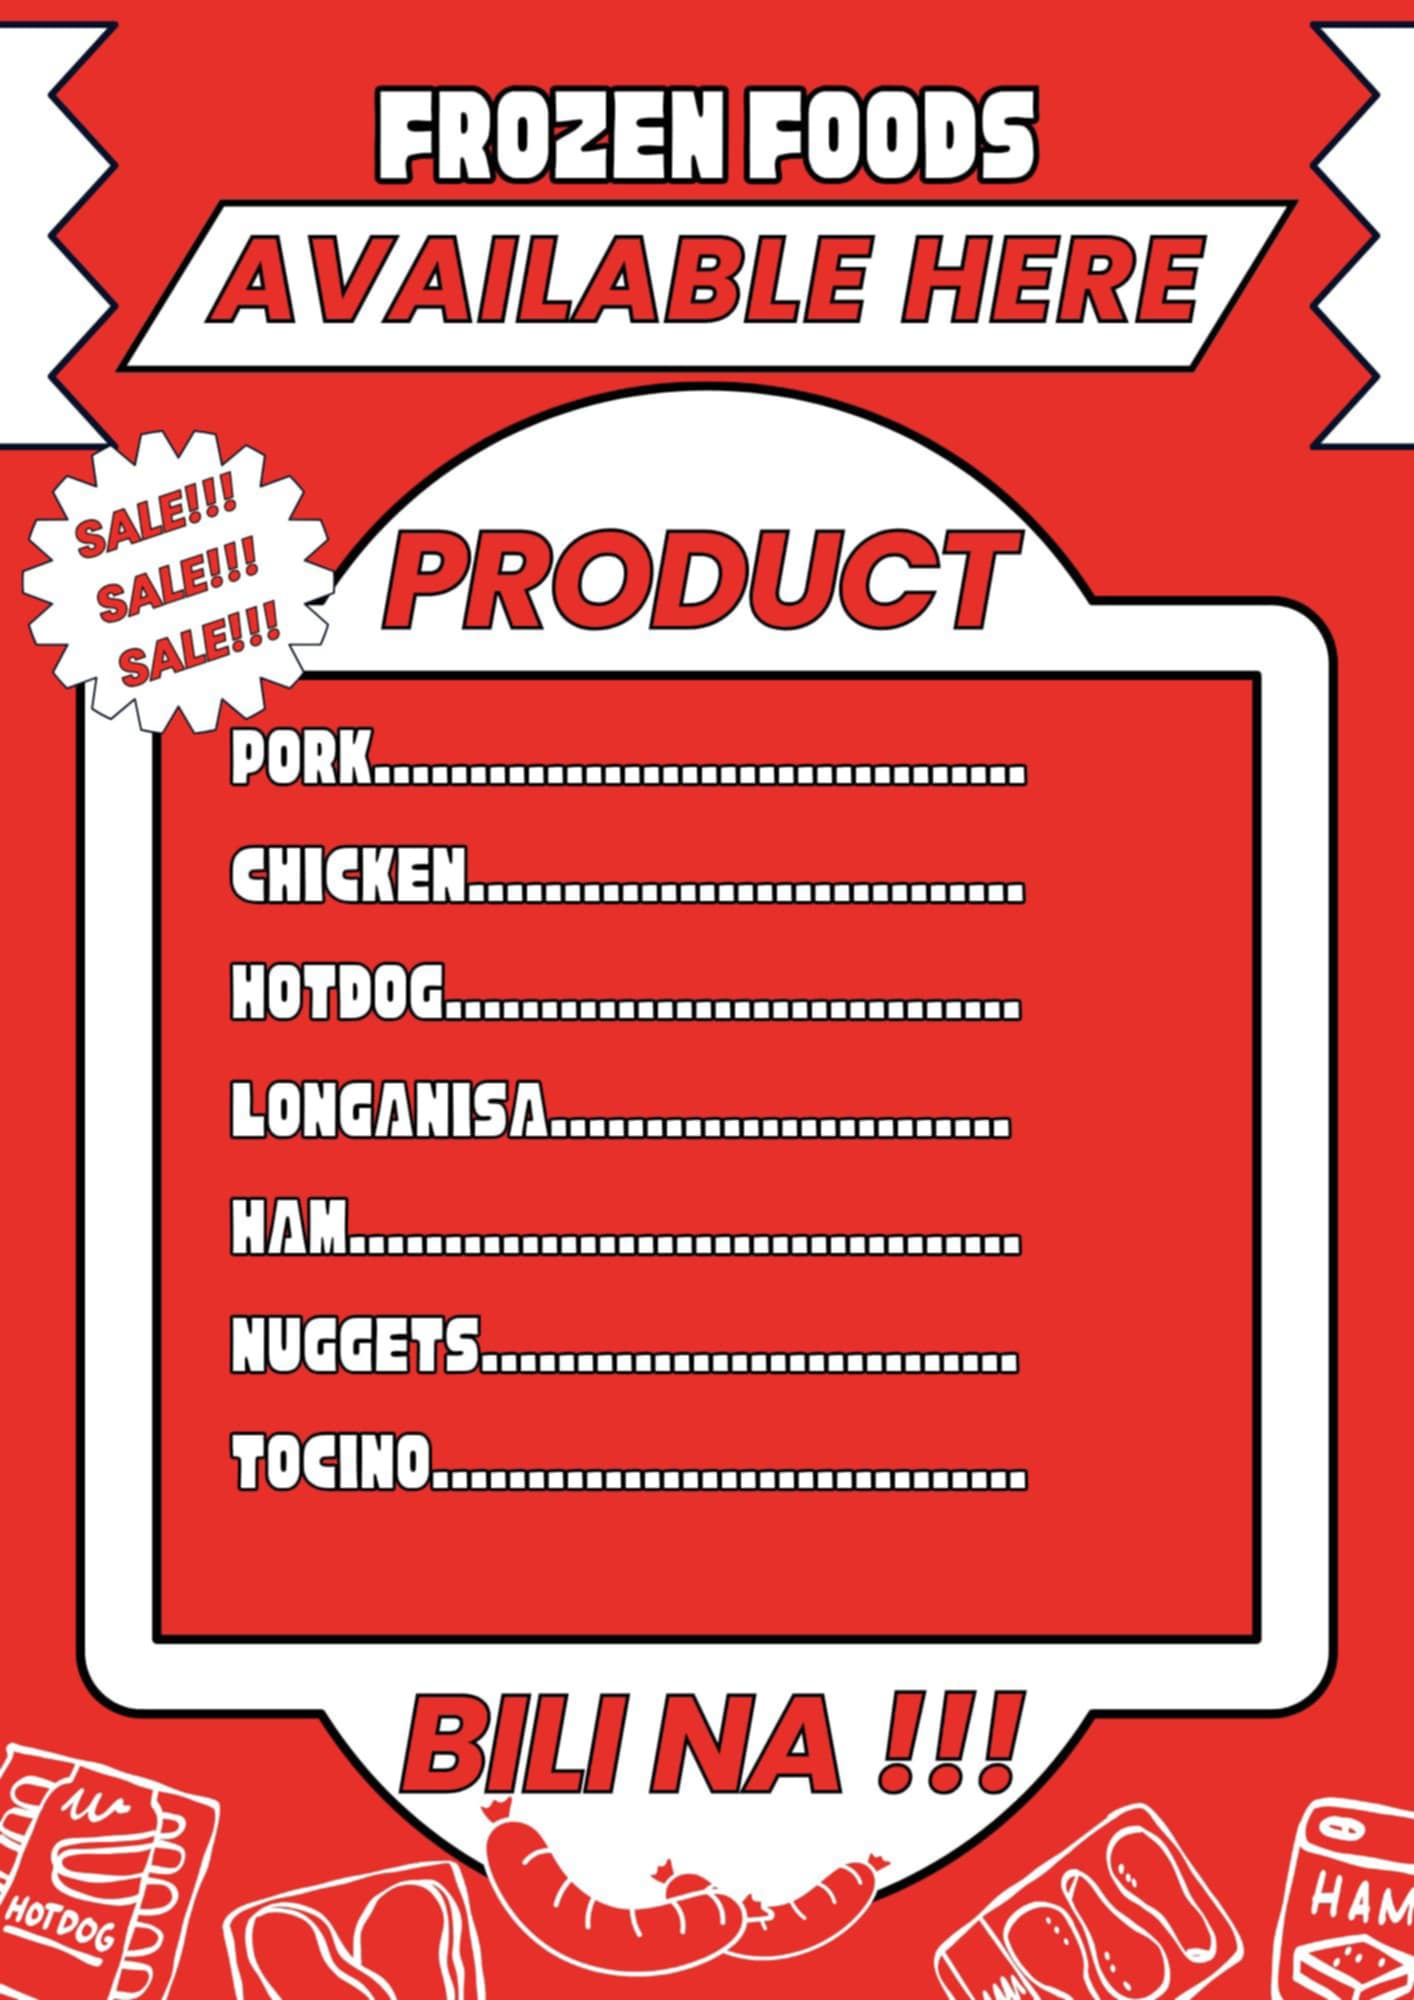 FROZEN FOODS
AVAILABLE HERE
SALE!!!
SALE!!!
SALE!!!
PRODUCT
PORK..................................
CHICKEN.............................
HOTDOG..............................
LONGANISA.........................
HAM...................................
NUGGETS............................
TOCINO...............................
BILI NA !!!
HOTDOG
HAM